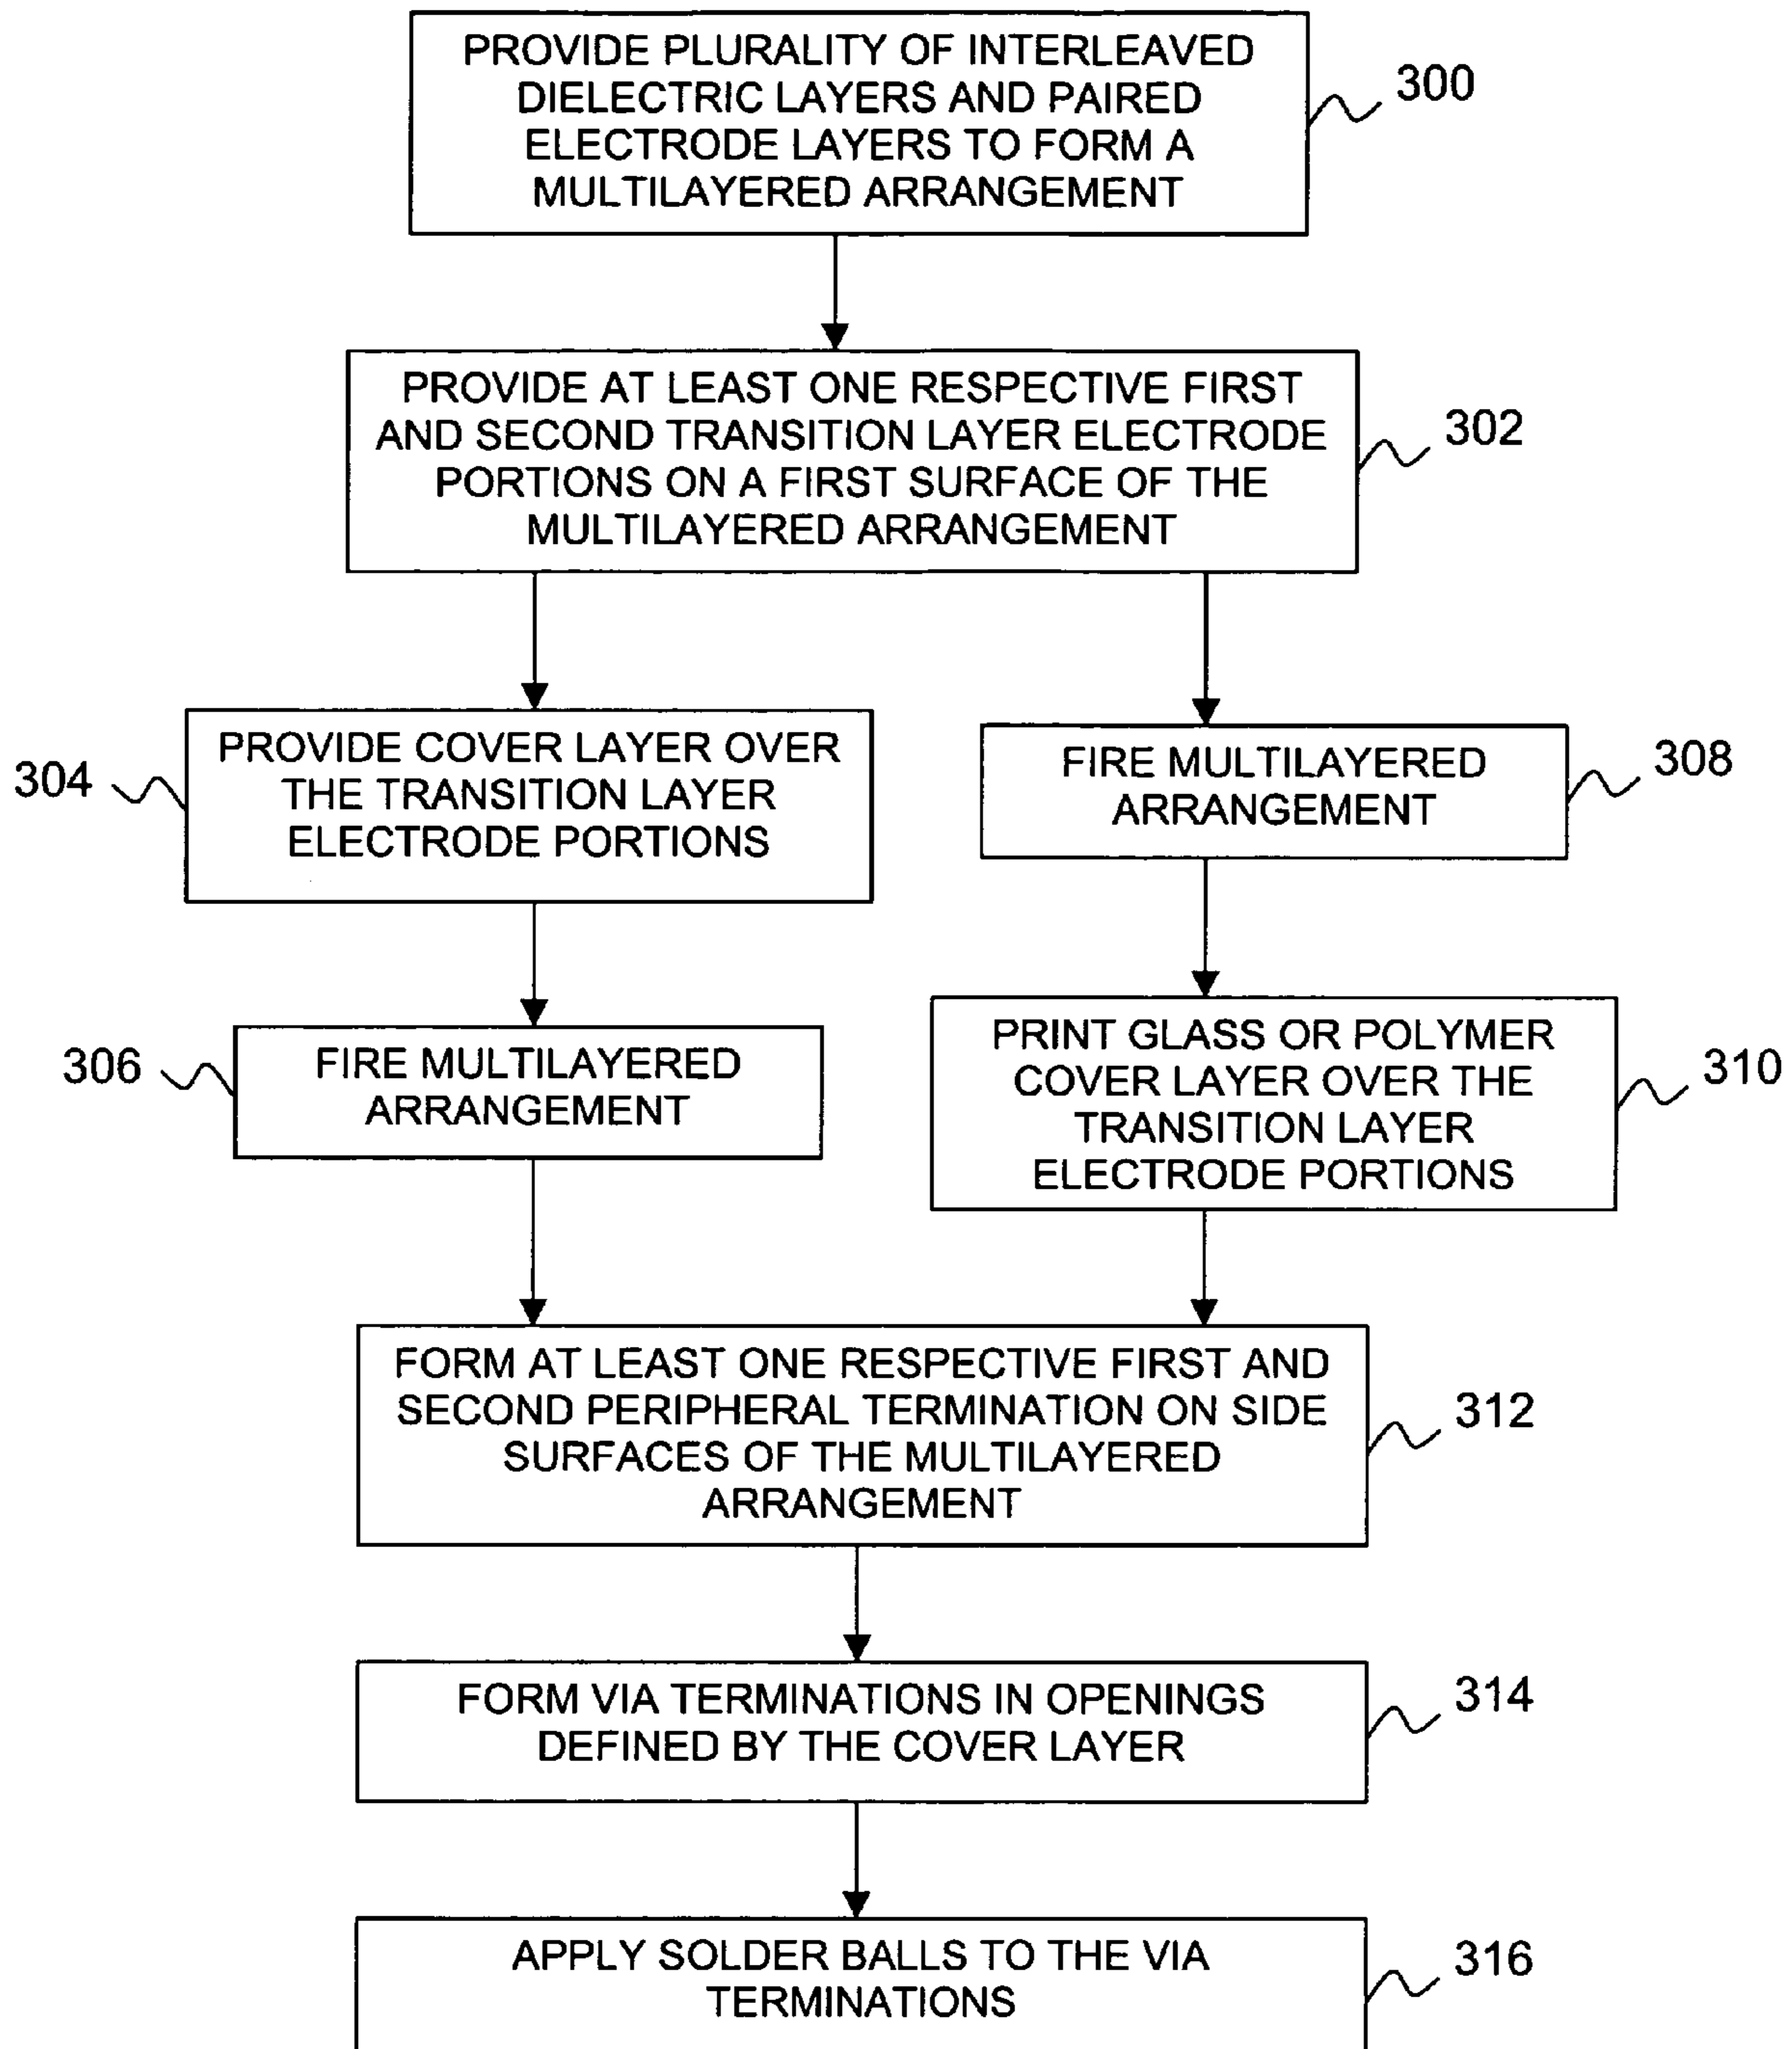 PROVIDE PLURALITY OF INTERLEAVED
DIELECTRIC LAYERS AND PAIRED
ELECTRODE LAYERS TO FORM A
MULTILAYERED ARRANGEMENT
300
PROVIDE AT LEAST ONE RESPECTIVE FIRST
AND SECOND TRANSITION LAYER ELECTRODE
PORTIONS ON A FIRST SURFACE OF THE
MULTILAYERED ARRANGEMENT
302
304
PROVIDE COVER LAYER OVER
THE TRANSITION LAYER
ELECTRODE PORTIONS
FIRE MULTILAYERED
ARRANGEMENT
308
306
FIRE MULTILAYERED
ARRANGEMENT
PRINT GLASS OR POLYMER
COVER LAYER OVER THE
TRANSITION LAYER
ELECTRODE PORTIONS
310
FORM AT LEAST ONE RESPECTIVE FIRST AND
SECOND PERIPHERAL TERMINATION ON SIDE
SURFACES OF THE MULTILAYERED
ARRANGEMENT
312
FORM VIA TERMINATIONS IN OPENINGS
DEFINED BY THE COVER LAYER
314
APPLY SOLDER BALLS TO THE VIA
TERMINATIONS
316